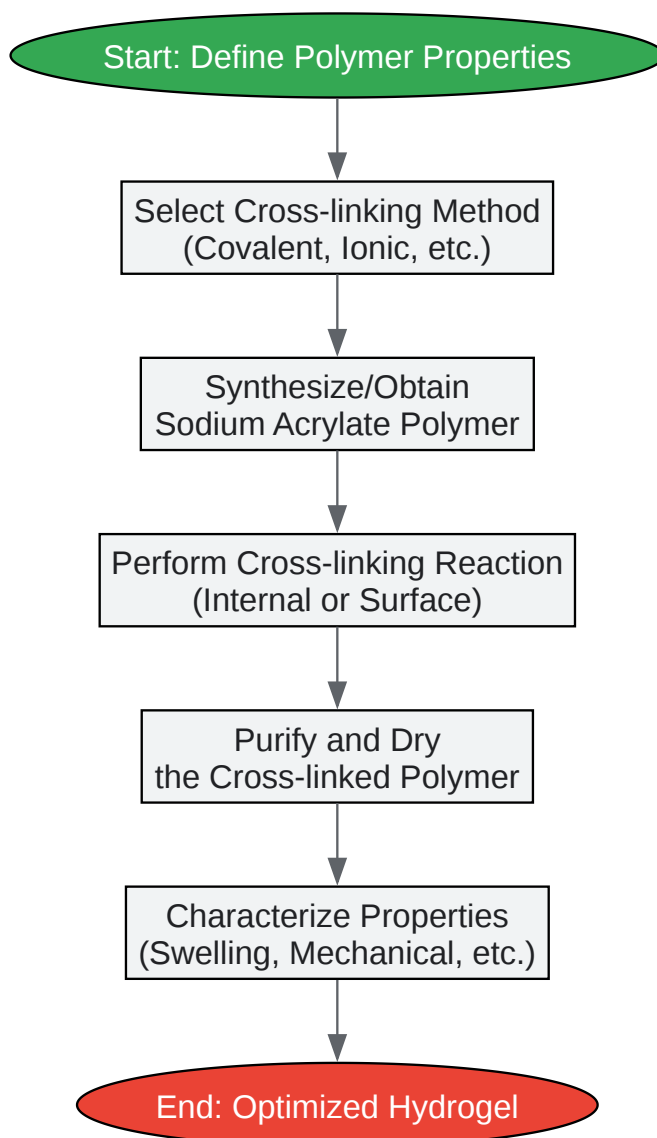 Start: Define Polymer Properties
Select Cross-linking Method
(Covalent, Ionic, etc.)
Synthesize/Obtain
Sodium Acrylate Polymer
Perform Cross-linking Reaction
(Internal or Surface)
Purify and Dry
the Cross-linked Polymer
Characterize Properties
(Swelling, Mechanical, etc.)
End: Optimized Hydrogel